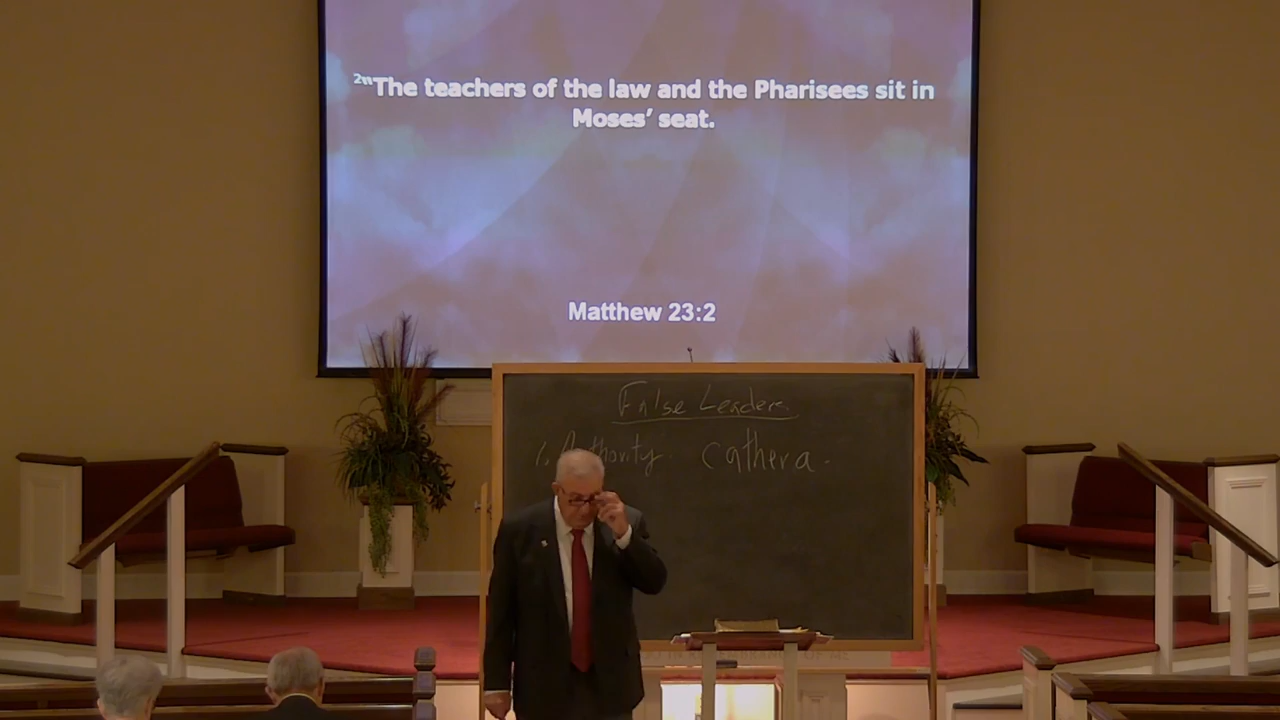 2"The teachers of the law and the Pharisees sit in
Moses’ seat.
Matthew 23:2
False Leaders
1. Authority. Cathera.